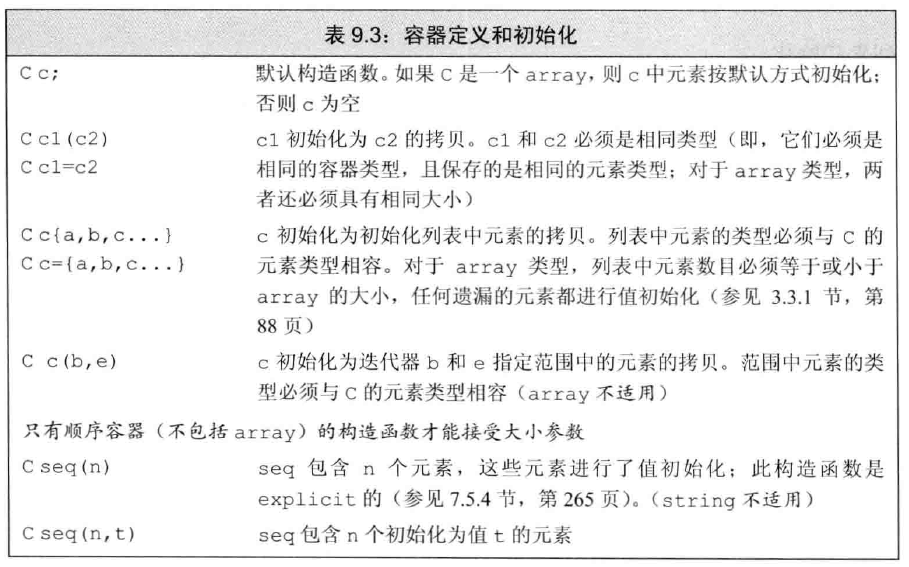 表 9.3：容器定义和初始化
C c; 默认构造函数。如果 C 是一个 array，则 c 中元素按默认方式初始化；
否则 c 为空
C c1(c2) c1 初始化为 c2 的拷贝。c1 和 c2 必须是相同类型（即，它们必须是
C c1=c2 相同的容器类型，且保存的是相同的元素类型；对于 array 类型，两
者还必须具有相同大小）
C c{a,b,c...} c 初始化为初始化列表中元素的拷贝。列表中元素的类型必须与 C 的
C c={a,b,c...} 元素类型相容。对于 array 类型，列表中元素数目必须等于或小于
array 的大小，任何遗漏的元素都进行值初始化（参见 3.3.1 节，第
88 页）
C c(b,e) c 初始化为迭代器 b 和 e 指定范围中的元素的拷贝。范围中元素的类
型必须与 C 的元素类型相容（array 不适用）
只有顺序容器（不包括 array）的构造函数才能接受大小参数
C seq(n) seq 包含 n 个元素，这些元素进行了值初始化；此构造函数是
explicit 的（参见 7.5.4 节，第 265 页）。（string 不适用）
C seq(n,t) seq 包含 n 个初始化为值 t 的元素